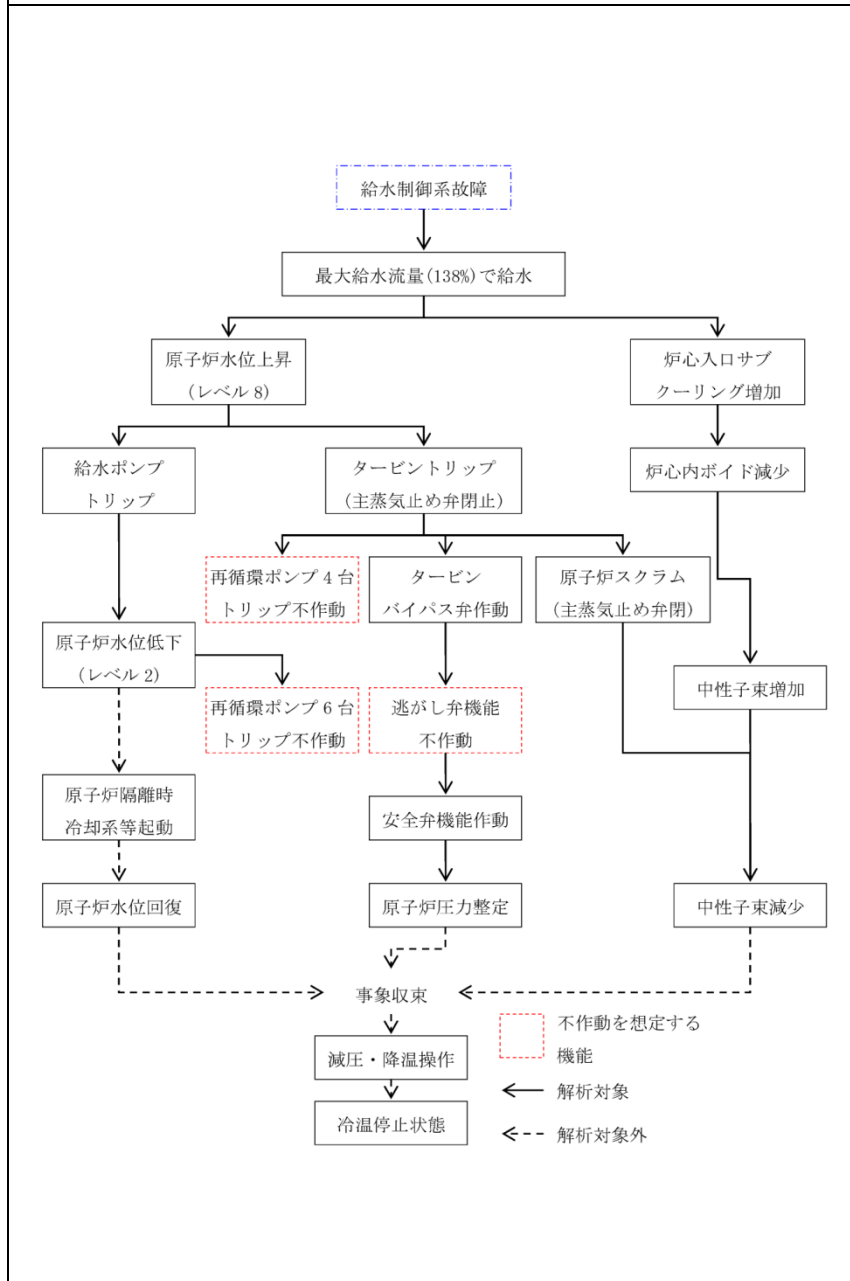 給水制御系故障
最大給水流量(138%)で給水
原子炉水位上昇
(レベル 8)
炉心入口サブ
クーリング増加
給水ポンプ
トリップ
タービントリップ
(主蒸気止め弁閉止)
炉心内ボイド減少
再循環ポンプ 4 台
トリップ不作動
タービン
バイパス弁作動
原子炉スクラム
(主蒸気止め弁閉)
原子炉水位低下
(レベル 2)
再循環ポンプ 6 台
トリップ不作動
逃がし弁機能
不作動
中性子束増加
原子炉隔離時
冷却系等起動
安全弁機能作動
原子炉水位回復
原子炉圧力整定
中性子束減少
事象収束
減圧・降温操作
冷温停止状態
不作動を想定する
機能
解析対象
解析対象外